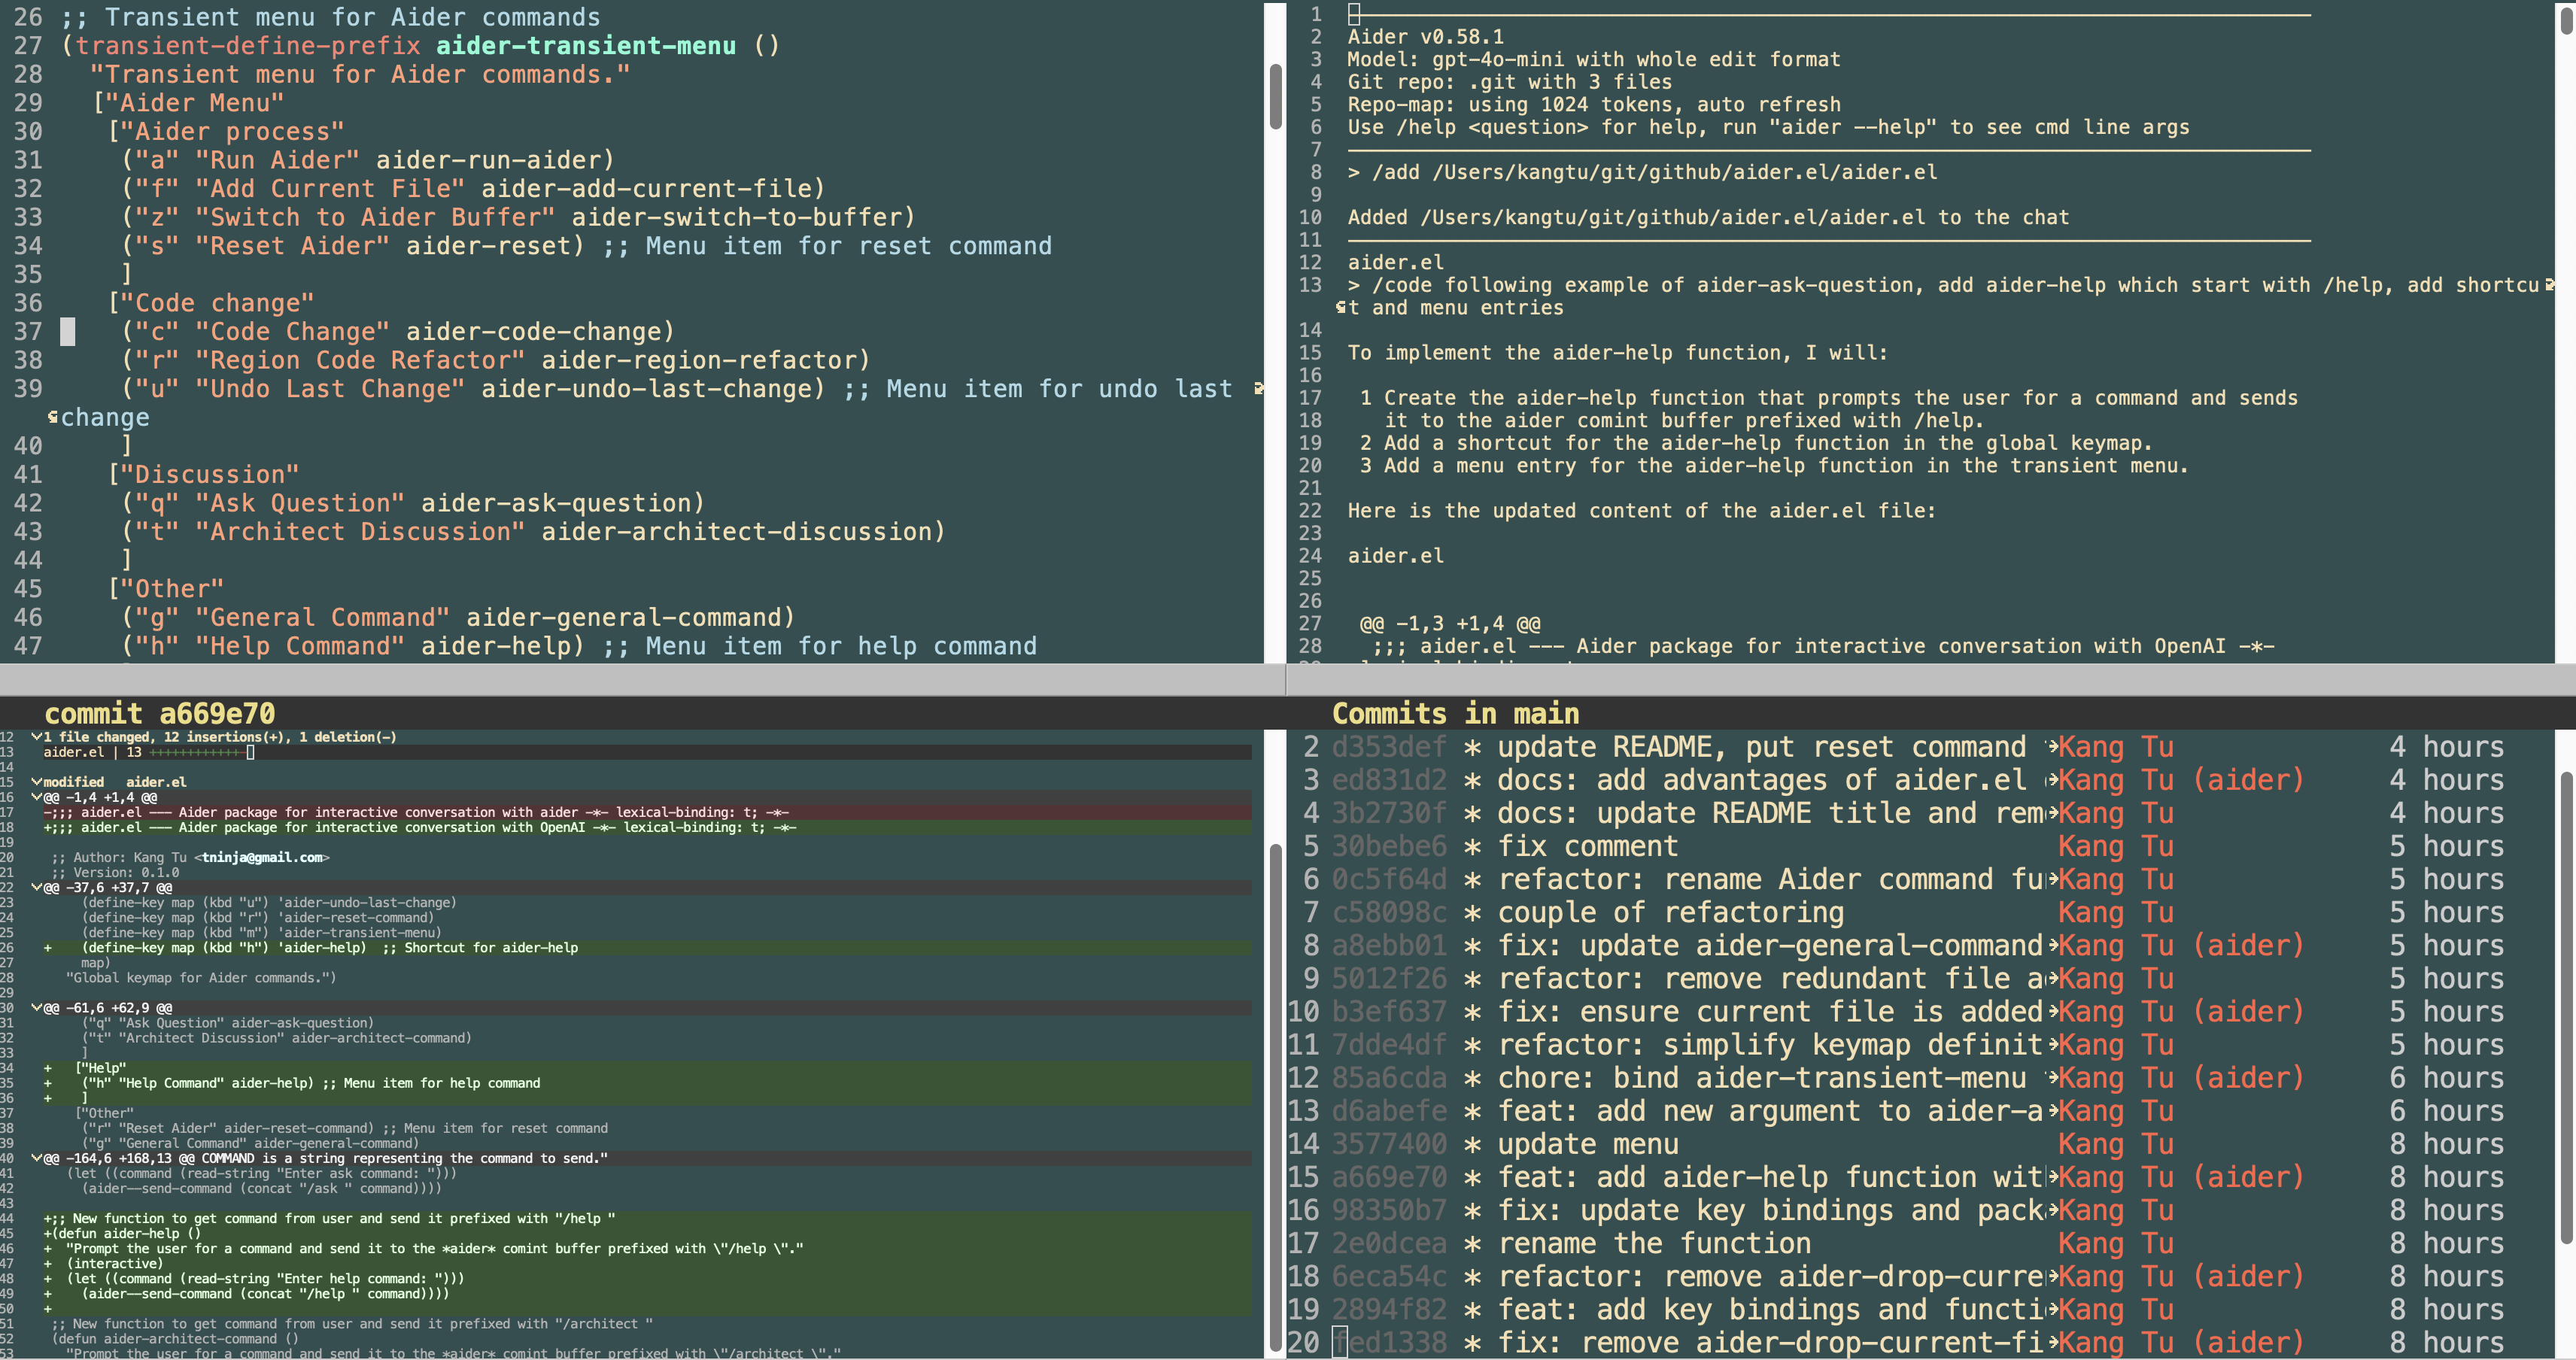 26 ;; Transient menu for Aider commands
27 (transient-define-prefix aider-transient-menu ()
28   "Transient menu for Aider commands."
29   ["Aider Menu"
30    ["Aider process"
31     ("a" "Run Aider" aider-run-aider)
32     ("f" "Add Current File" aider-add-current-file)
33     ("z" "Switch to Aider Buffer" aider-switch-to-buffer)
34     ("s" "Reset Aider" aider-reset) ;; Menu item for reset command
35     ]
36    ["Code change"
37     ("c" "Code Change" aider-code-change)
38     ("r" "Region Code Refactor" aider-region-refactor)
39     ("u" "Undo Last Change" aider-undo-last-change) ;; Menu item for undo last
change
40     ]
41    ["Discussion"
42     ("q" "Ask Question" aider-ask-question)
43     ("t" "Architect Discussion" aider-architect-discussion)
44     ]
45    ["Other"
46     ("g" "General Command" aider-general-command)
47     ("h" "Help Command" aider-help) ;; Menu item for help command
1
2 Aider v0.58.1
3 Model: gpt-4o-mini with whole edit format
4 Git repo: .git with 3 files
5 Repo-map: using 1024 tokens, auto refresh
6 Use /help <question> for help, run "aider --help" to see cmd line args
7
8 > /add /Users/kangtu/git/github/aider.el/aider.el
9
10 Added /Users/kangtu/git/github/aider.el/aider.el to the chat
11
12 aider.el
13 > /code following example of aider-ask-question, add aider-help which start with /help, add shortcu
t and menu entries
14
15 To implement the aider-help function, I will:
16
17  1 Create the aider-help function that prompts the user for a command and sends
18    it to the aider comint buffer prefixed with /help.
19  2 Add a shortcut for the aider-help function in the global keymap.
20  3 Add a menu entry for the aider-help function in the transient menu.
21
22 Here is the updated content of the aider.el file:
23
24 aider.el
25
26
27  @@ -1,3 +1,4 @@
28   ;;; aider.el --- Aider package for interactive conversation with OpenAI -*-
commit a669e70
12 1 file changed, 12 insertions(+), 1 deletion(-)
13 aider.el | 13 ++++++++++++-
14
15 modified   aider.el
16 @@ -1,4 +1,4 @@
17 -;;; aider.el --- Aider package for interactive conversation with aider -*- lexical-binding: t; -*-
18 +;;; aider.el --- Aider package for interactive conversation with OpenAI -*- lexical-binding: t; -*-
19
20  ;; Author: Kang Tu <tninja@gmail.com>
21  ;; Version: 0.1.0
22 @@ -37,6 +37,7 @@
23      (define-key map (kbd "u") 'aider-undo-last-change)
24      (define-key map (kbd "r") 'aider-reset-command)
25      (define-key map (kbd "m") 'aider-transient-menu)
26 +    (define-key map (kbd "h") 'aider-help)  ;; Shortcut for aider-help
27      map)
28    "Global keymap for Aider commands.")
29
30 @@ -61,6 +62,9 @@
31      ("q" "Ask Question" aider-ask-question)
32      ("t" "Architect Discussion" aider-architect-command)
33      ]
34 +   ["Help"
35 +    ("h" "Help Command" aider-help) ;; Menu item for help command
36 +    ]
37     ["Other"
38      ("r" "Reset Aider" aider-reset-command) ;; Menu item for reset command
39      ("g" "General Command" aider-general-command)
40 @@ -164,6 +168,13 @@ COMMAND is a string representing the command to send."
41    (let ((command (read-string "Enter ask command: ")))
42      (aider--send-command (concat "/ask " command))))
43
44 +;; New function to get command from user and send it prefixed with "/help "
45 +(defun aider-help ()
46 +  "Prompt the user for a command and send it to the *aider* comint buffer prefixed with \"/help \"."
47 +  (interactive)
48 +  (let ((command (read-string "Enter help command: ")))
49 +    (aider--send-command (concat "/help " command))))
50 +
51  ;; New function to get command from user and send it prefixed with "/architect "
52  (defun aider-architect-command ()
53    "Prompt the user for a command and send it to the *aider* comint buffer prefixed with \"/architect \"."
Commits in main
2 d353def * update README, put reset command Kang Tu 4 hours
3 ed831d2 * docs: add advantages of aider.el Kang Tu (aider) 4 hours
4 3b2730f * docs: update README title and rem Kang Tu 4 hours
5 30bebe6 * fix comment Kang Tu 5 hours
6 0c5f64d * refactor: rename Aider command fu Kang Tu 5 hours
7 c58098c * couple of refactoring Kang Tu 5 hours
8 a8ebb01 * fix: update aider-general-command Kang Tu (aider) 5 hours
9 5012f26 * refactor: remove redundant file a Kang Tu 5 hours
10 b3ef637 * fix: ensure current file is added Kang Tu (aider) 5 hours
11 7dde4df * refactor: simplify keymap definit Kang Tu 5 hours
12 85a6cda * chore: bind aider-transient-menu Kang Tu (aider) 6 hours
13 d6abefe * feat: add new argument to aider-a Kang Tu 6 hours
14 3577400 * update menu Kang Tu 8 hours
15 a669e70 * feat: add aider-help function wit Kang Tu (aider) 8 hours
16 98350b7 * fix: update key bindings and pack Kang Tu 8 hours
17 2e0dcea * rename the function Kang Tu 8 hours
18 6eca54c * refactor: remove aider-drop-curre Kang Tu (aider) 8 hours
19 2894f82 * feat: add key bindings and functi Kang Tu 8 hours
20 fed1338 * fix: remove aider-drop-current-fi Kang Tu (aider) 8 hours